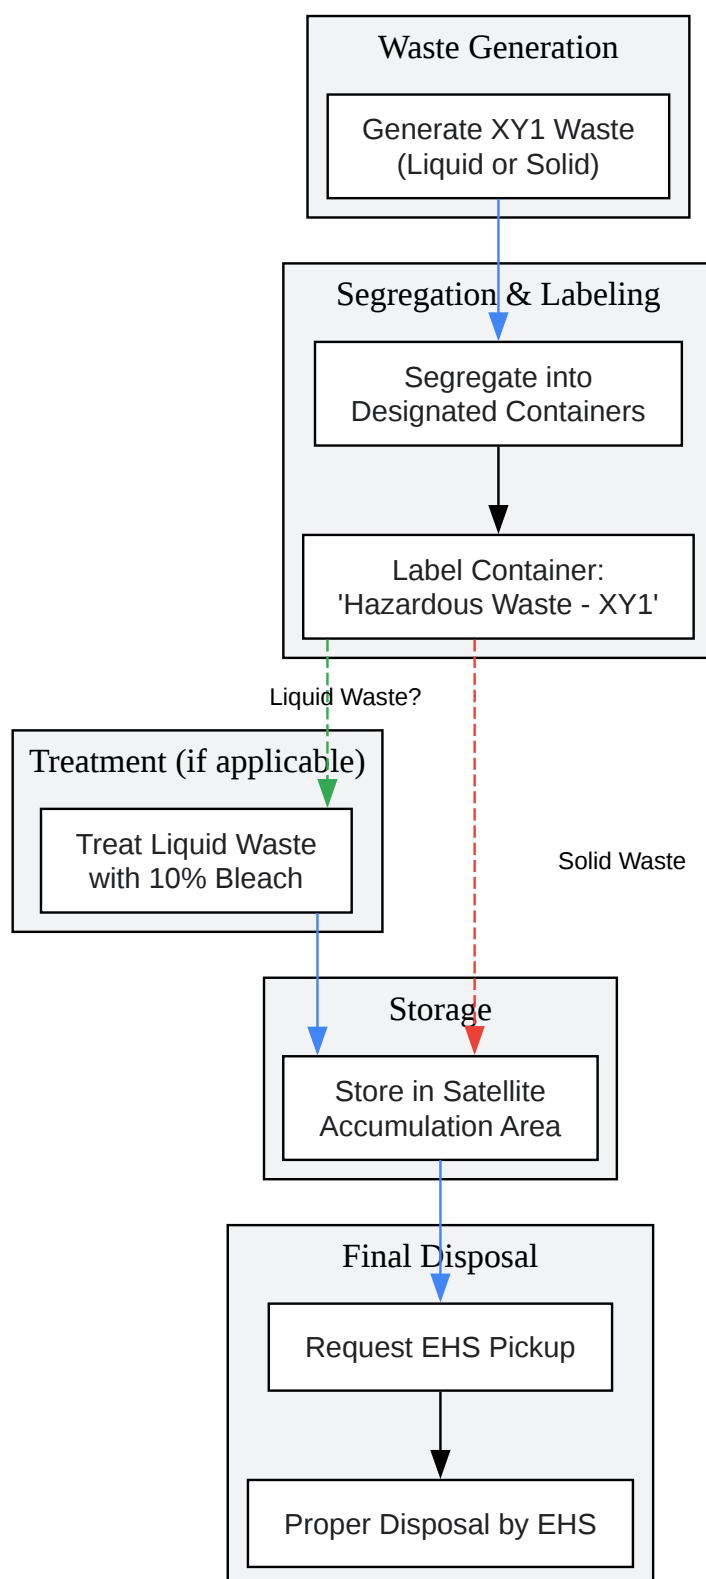 Waste Generation
Generate XY1 Waste
(Liquid or Solid)
Segregation & Labeling
Segregate into
Designated Containers
Label Container:
'Hazardous Waste - XY1'
Liquid Waste?
Treatment (if applicable)
Treat Liquid Waste
with 10% Bleach
Solid Waste
Storage
Store in Satellite
Accumulation Area
Final Disposal
Request EHS Pickup
Proper Disposal by EHS